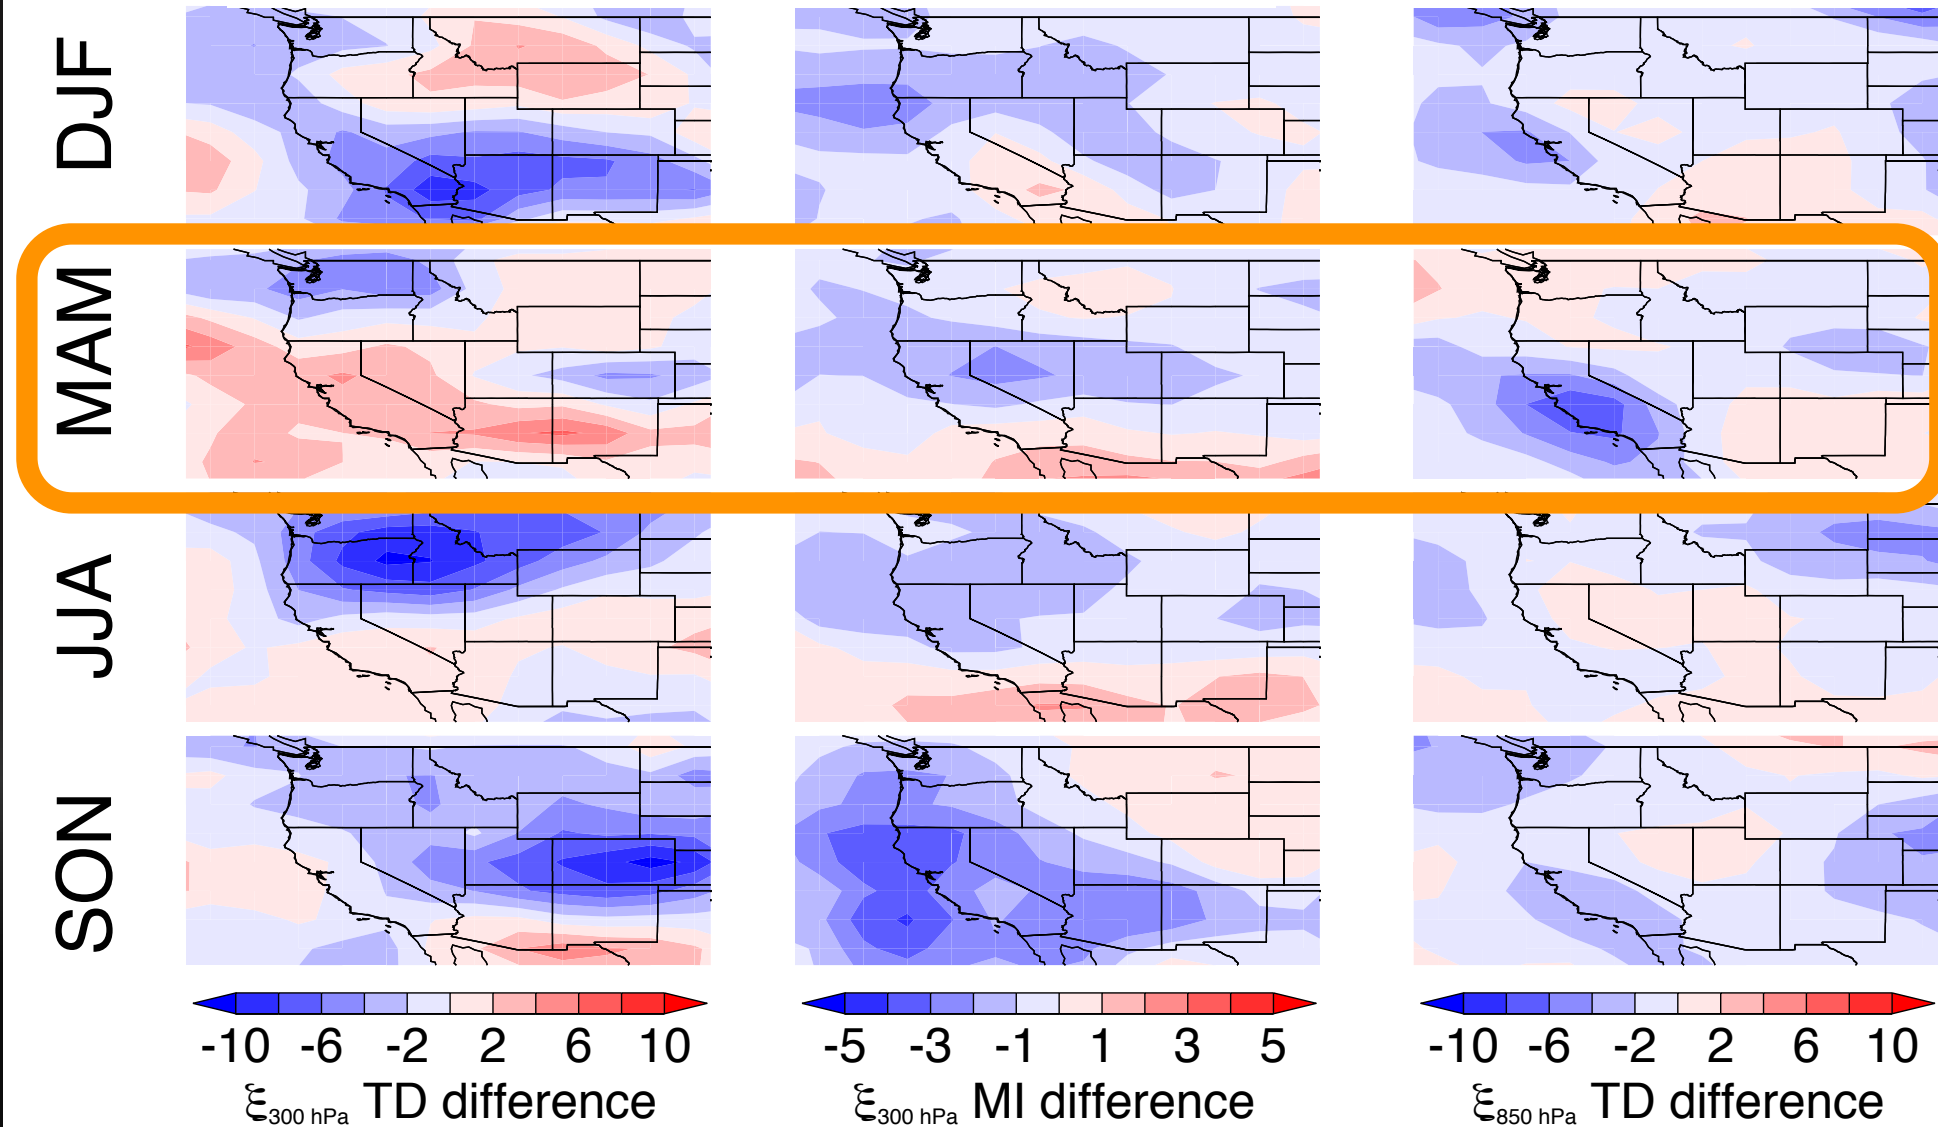 DJF
MAM
JJA
SON
-10 -6 -2 2 6 10
-5 -3 -1 1 3 5
-10 -6 -2 2 6 10
ξ300 hPa TD difference
ξ300 hPa MI difference
ξ850 hPa TD difference